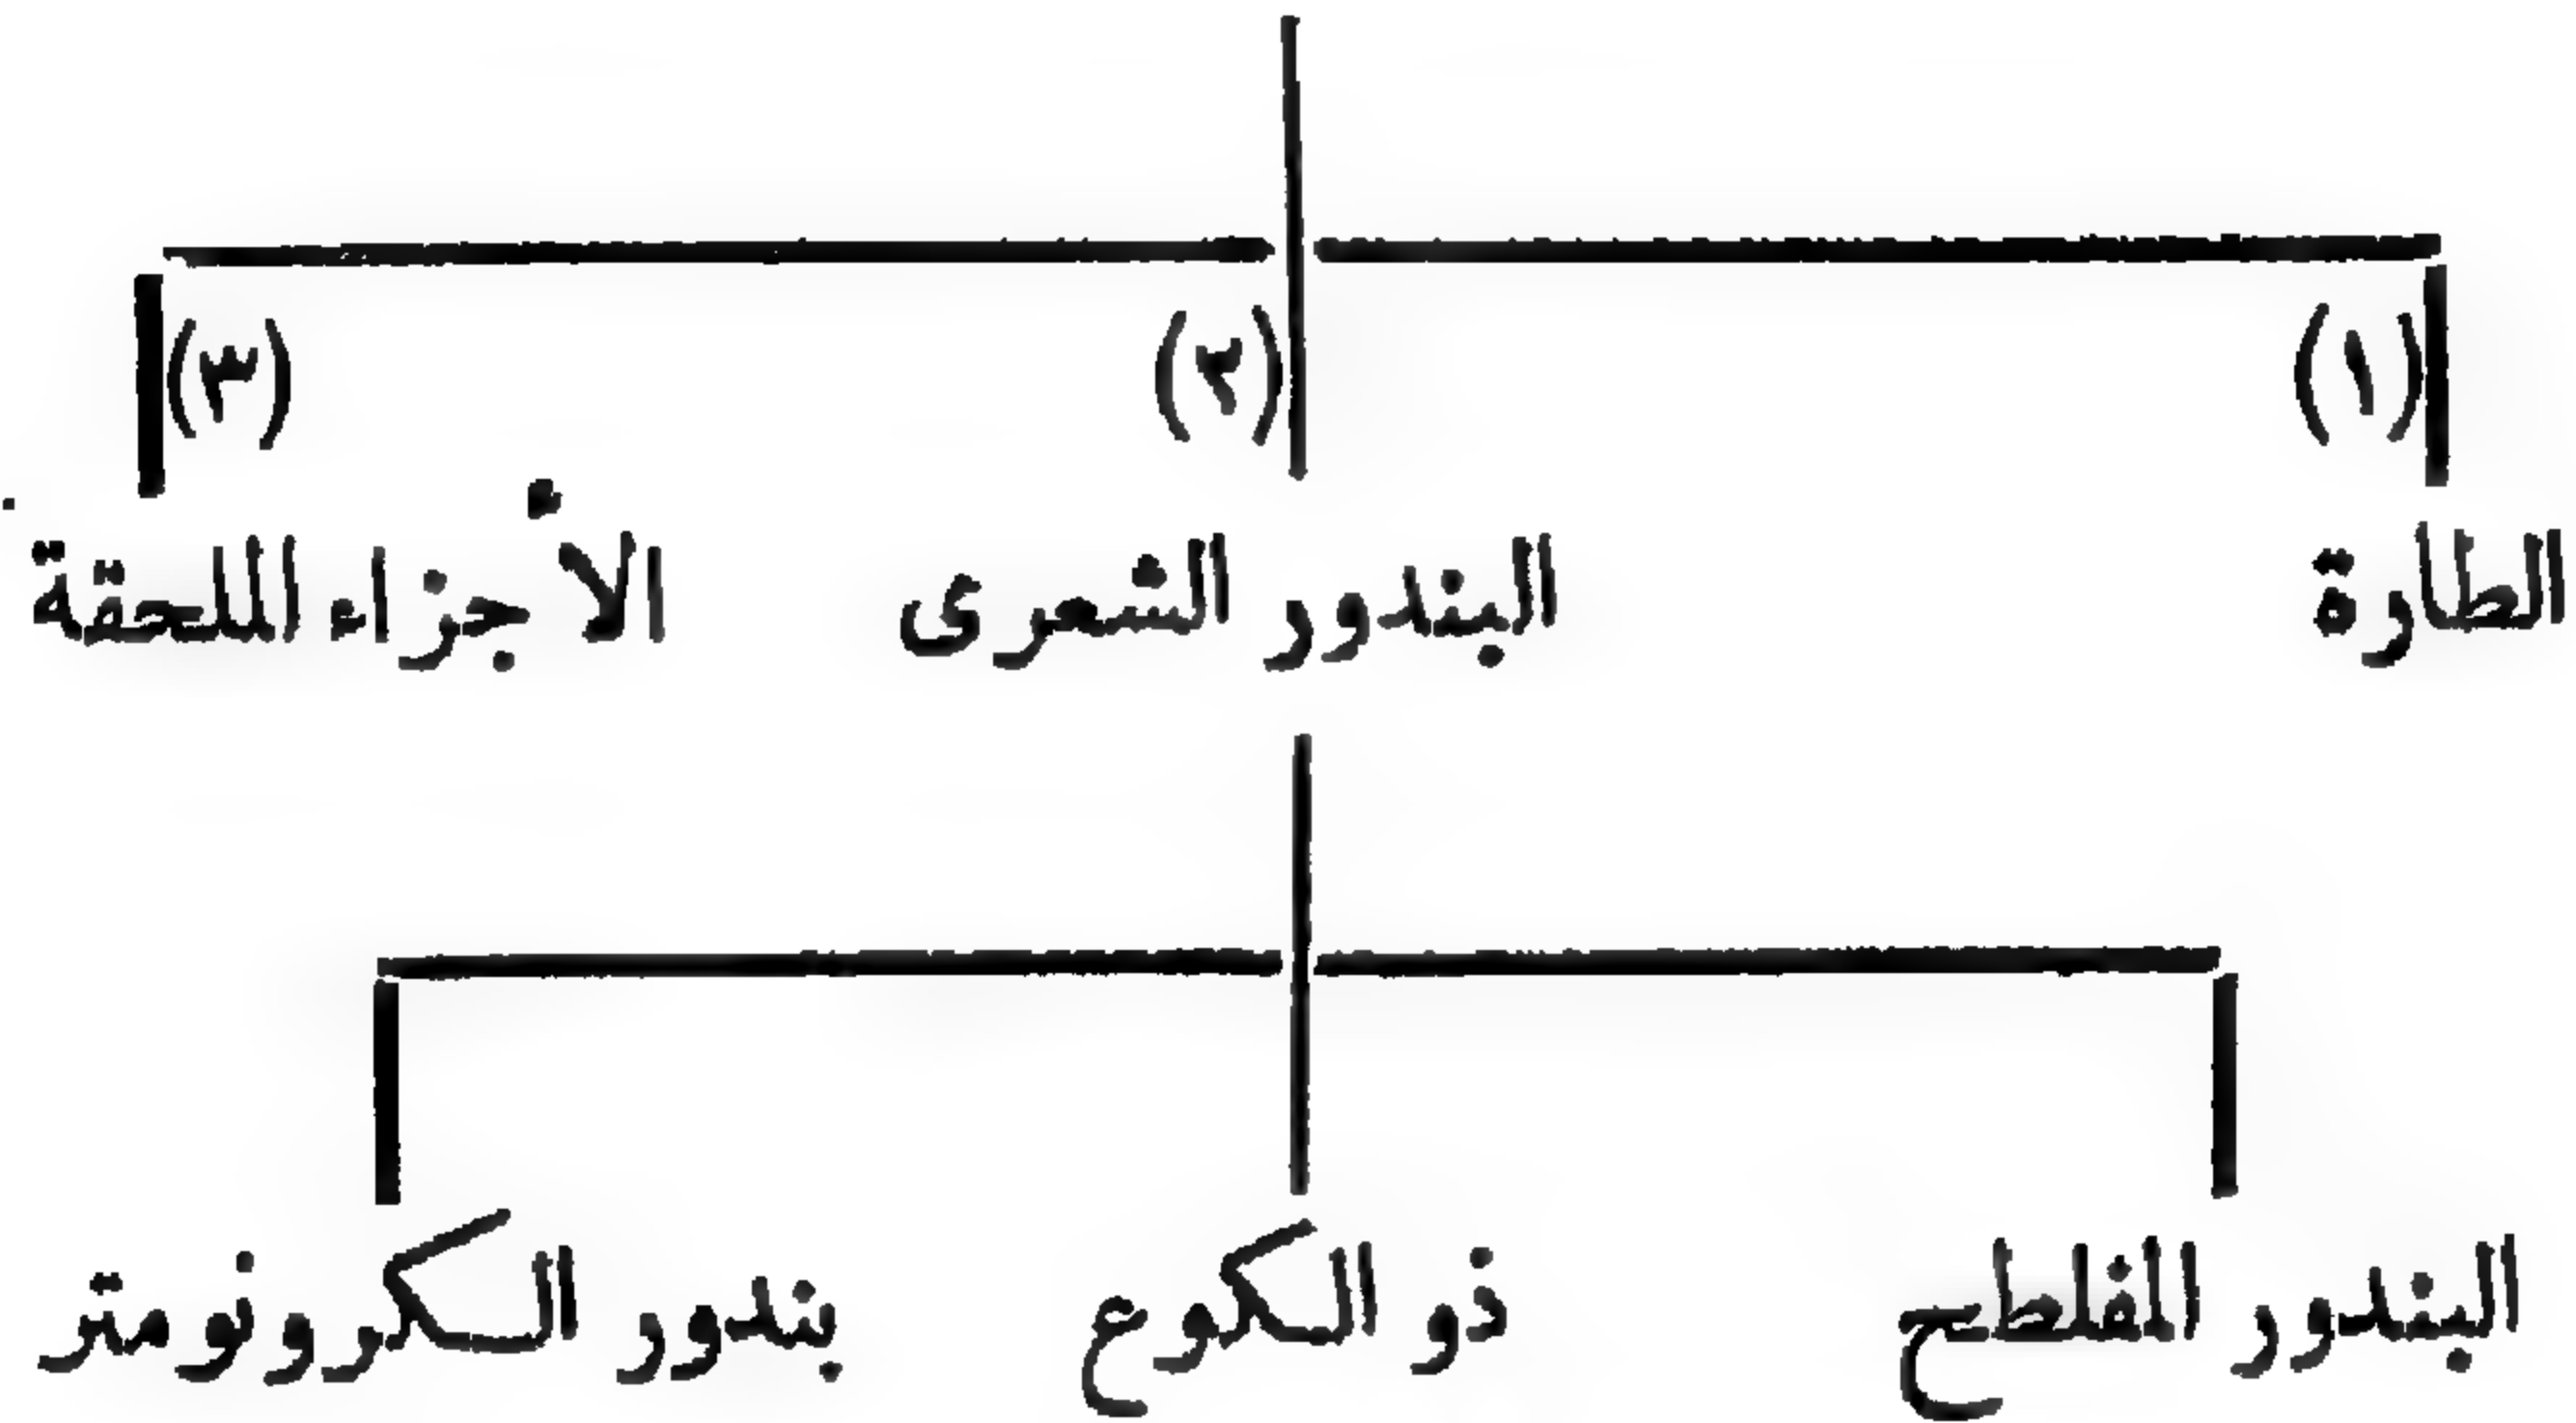 (١) (٢) (٣)
الطارة البندور الشعرى الأجزاء الملحقة
البندور المفلطح ذو الكوع بندور الكرونومتر